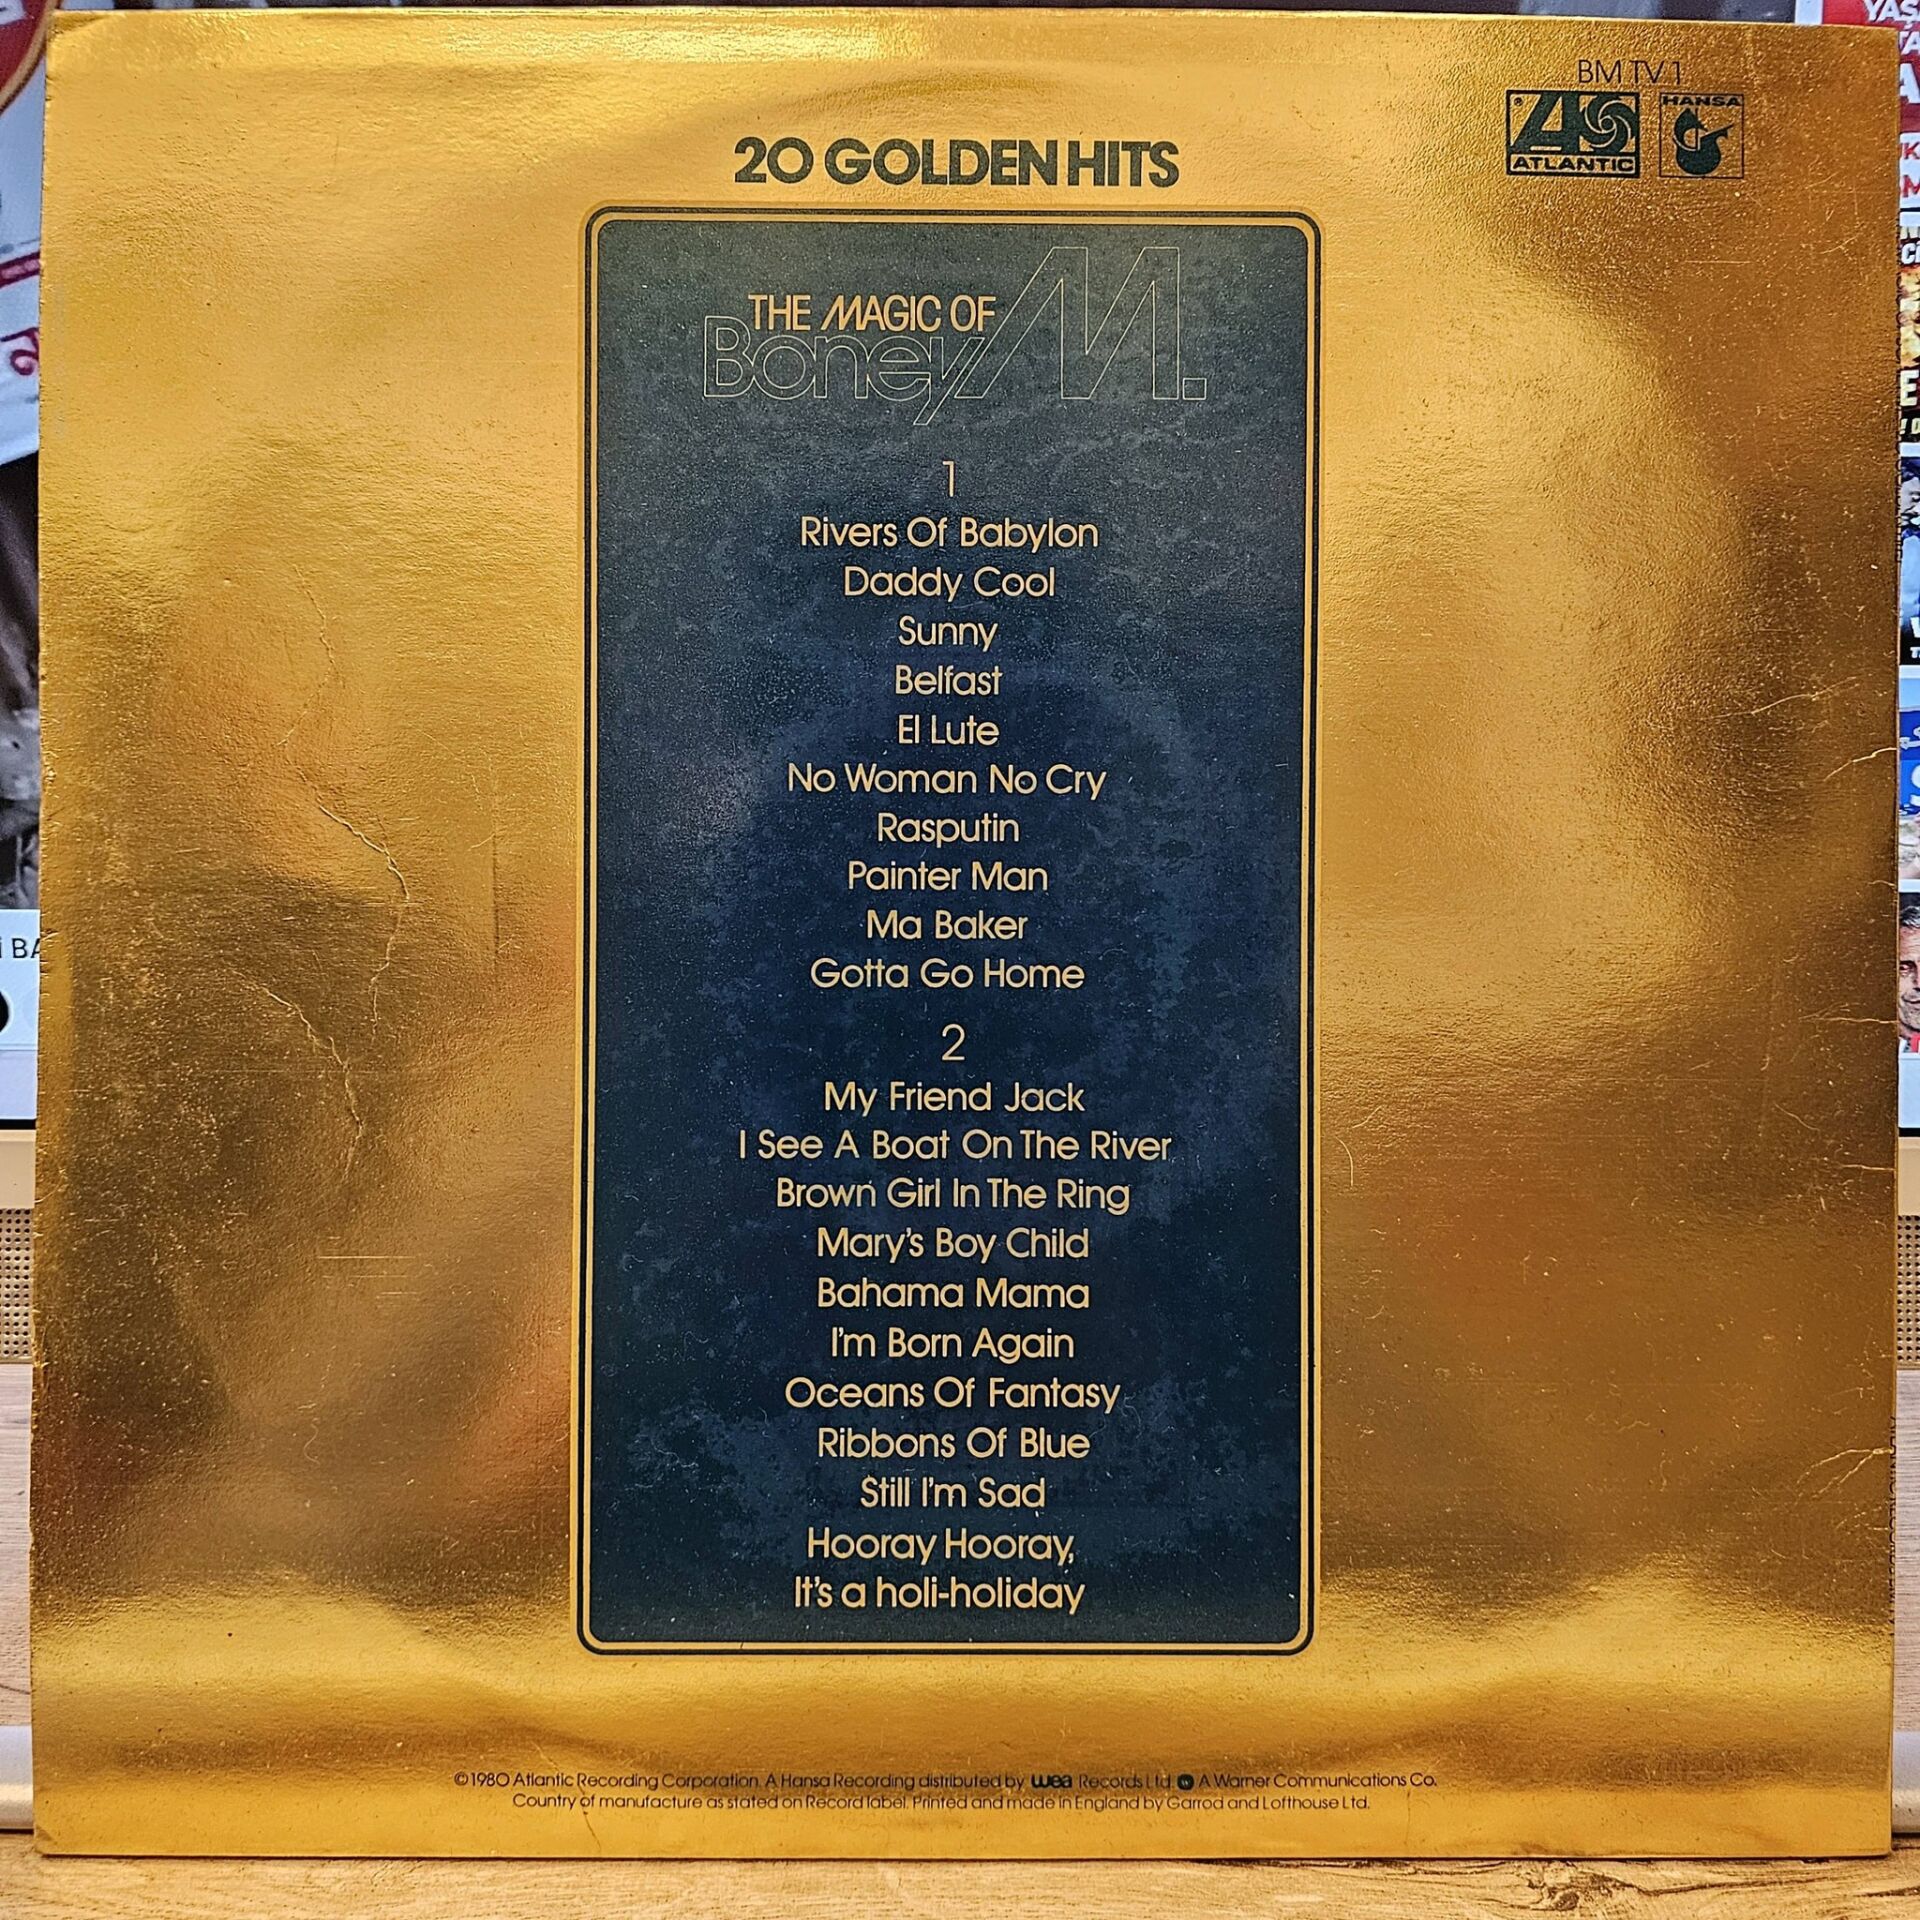 BM TV 1
ATLANTIC
HANSA
20 GOLDEN HITS
THE MAGIC OF
Boney M.
1
Rivers Of Babylon
Daddy Cool
Sunny
Belfast
El Lute
No Woman No Cry
Rasputin
Painter Man
Ma Baker
Gotta Go Home
2
My Friend Jack
I See A Boat On The River
Brown Girl In The Ring
Mary's Boy Child
Bahama Mama
I'm Born Again
Oceans Of Fantasy
Ribbons Of Blue
Still I'm Sad
Hooray Hooray,
It's a holi-holiday
©1980 Atlantic Recording Corporation. A Hansa Recording distributed by wea Records Ltd. A Warner Communications Co.
Country of manufacture as stated on Record label. Printed and made in England by Garrod and Lofthouse Ltd.